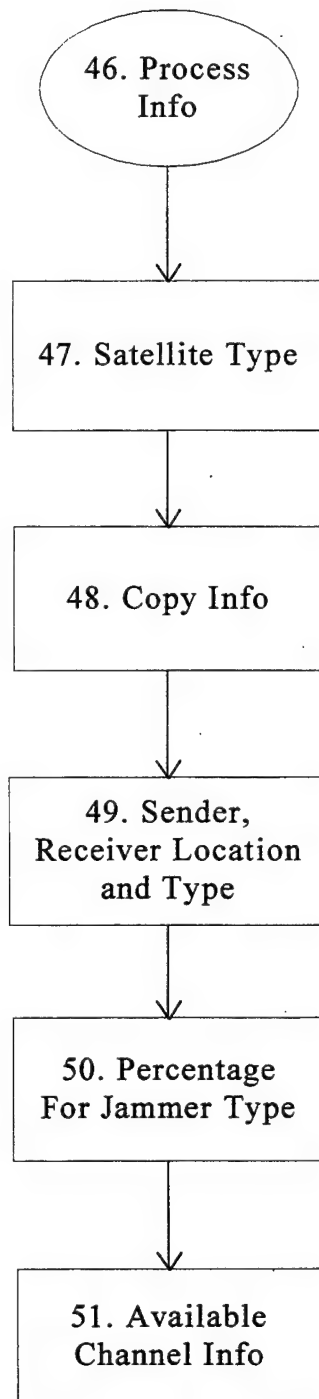 46. Process
Info
47. Satellite Type
48. Copy Info
49. Sender,
Receiver Location
and Type
50. Percentage
For Jammer Type
51. Available
Channel Info